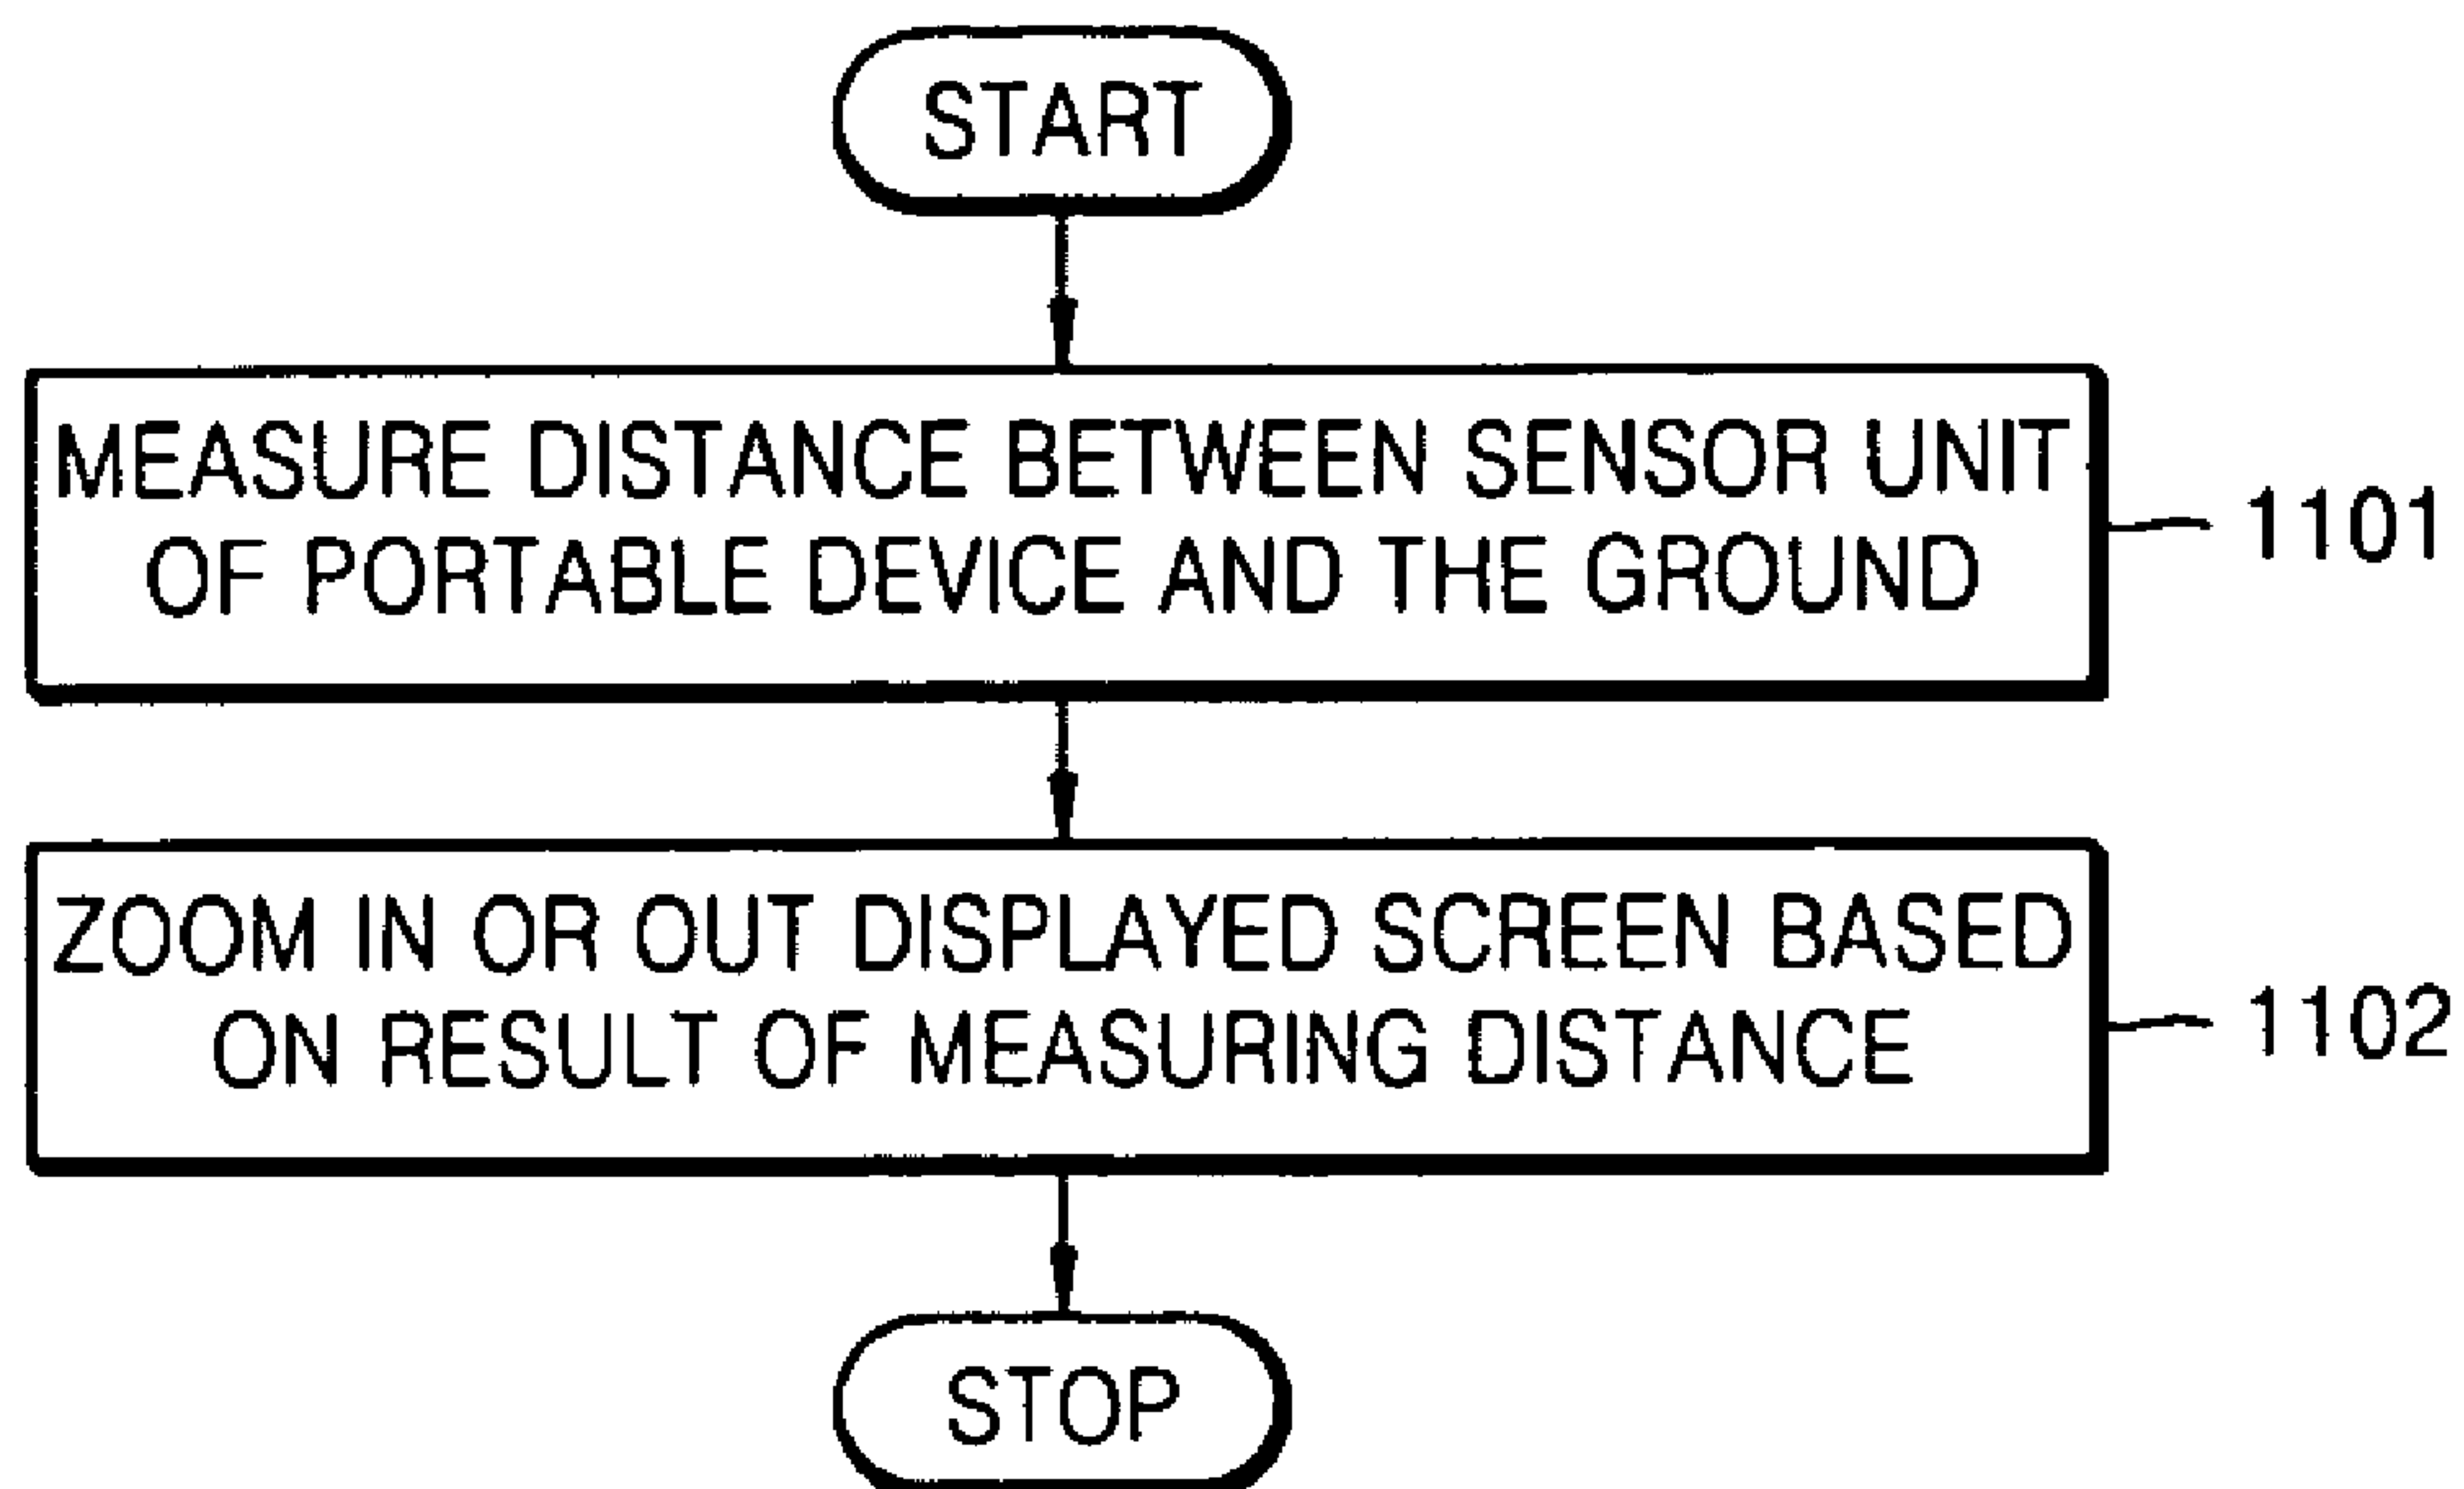 START
MEASURE DISTANCE BETWEEN SENSOR UNIT
OF PORTABLE DEVICE AND THE GROUND
1101
ZOOM IN OR OUT DISPLAYED SCREEN BASED
ON RESULT OF MEASURING DISTANCE
1102
STOP